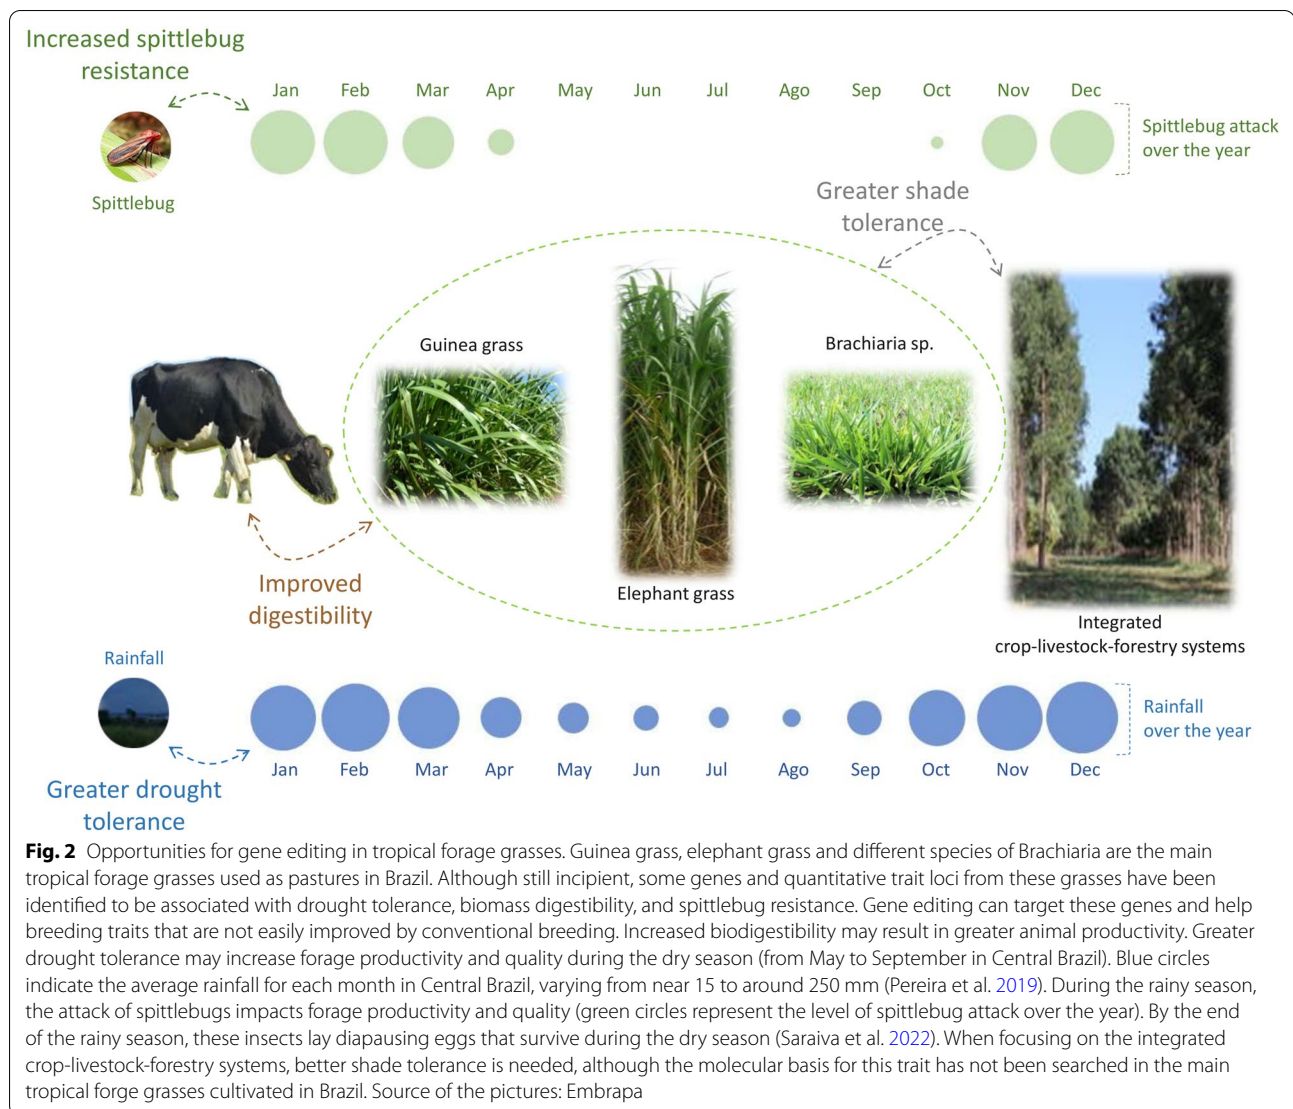 Increased spittlebug
resistance
Jan Feb Mar Apr May Jun Jul Ago Sep Oct Nov Dec
Spittlebug attack
over the year
Spittlebug
Greater shade
tolerance
Guinea grass
Brachiaria sp.
Elephant grass
Improved
digestibility
Integrated
crop-livestock-forestry systems
Rainfall
Rainfall
over the year
Jan Feb Mar Apr May Jun Jul Ago Sep Oct Nov Dec
Greater drought
tolerance
Fig. 2 Opportunities for gene editing in tropical forage grasses. Guinea grass, elephant grass and different species of Brachiaria are the main
tropical forage grasses used as pastures in Brazil. Although still incipient, some genes and quantitative trait loci from these grasses have been
identified to be associated with drought tolerance, biomass digestibility, and spittlebug resistance. Gene editing can target these genes and help
breeding traits that are not easily improved by conventional breeding. Increased biodigestibility may result in greater animal productivity. Greater
drought tolerance may increase forage productivity and quality during the dry season (from May to September in Central Brazil). Blue circles
indicate the average rainfall for each month in Central Brazil, varying from near 15 to around 250 mm (Pereira et al. 2019). During the rainy season,
the attack of spittlebugs impacts forage productivity and quality (green circles represent the level of spittlebug attack over the year). By the end
of the rainy season, these insects lay diapausing eggs that survive during the dry season (Saraiva et al. 2022). When focusing on the integrated
crop-livestock-forestry systems, better shade tolerance is needed, although the molecular basis for this trait has not been searched in the main
tropical forge grasses cultivated in Brazil. Source of the pictures: Embrapa